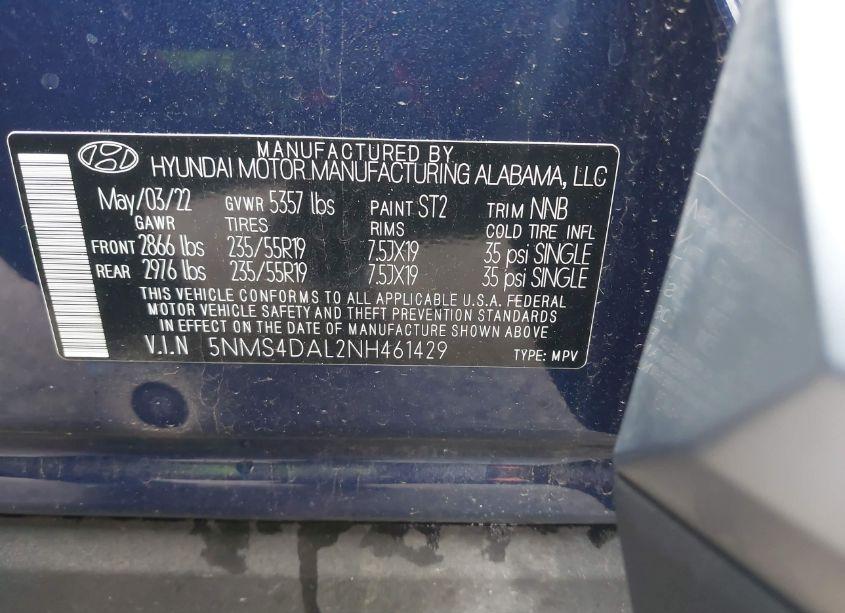 MANUFACTURED BY
HYUNDAI MOTOR MANUFACTURING ALABAMA, LLC
May/03/22 GVWR 5357 lbs PAINT ST2 TRIM NNB
GAWR TIRES RIMS COLD TIRE INFL
FRONT 2866 lbs 235/55R19 7.5JX19 35 psi SINGLE
REAR 2976 lbs 235/55R19 7.5JX19 35 psi SINGLE
THIS VEHICLE CONFORMS TO ALL APPLICABLE U.S.A. FEDERAL
MOTOR VEHICLE SAFETY AND THEFT PREVENTION STANDARDS
IN EFFECT ON THE DATE OF MANUFACTURE SHOWN ABOVE.
V.I.N 5NMS4DAL2NH461429 TYPE: MPV